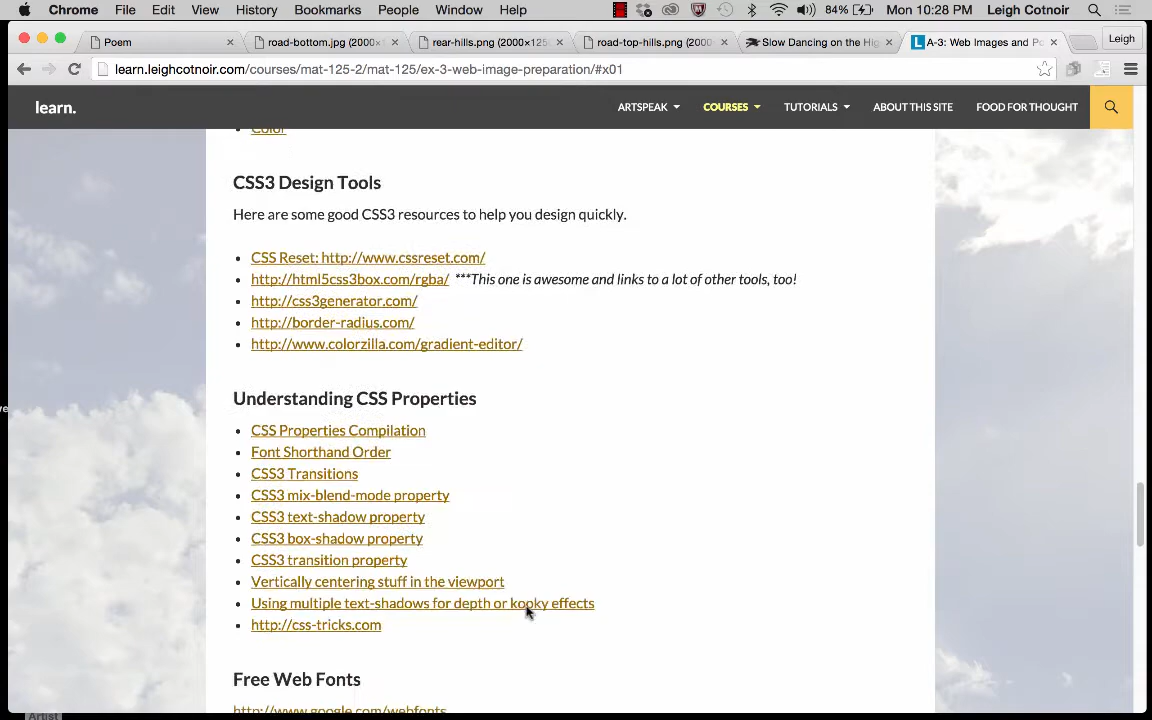 Chrome File Edit View History Bookmarks People Window Help 84% Mon 10:28 PM Leigh Cotnoir
Poem road-bottom.jpg (2000× rear-hills.png (2000×125 road-top-hills.png (2000× Slow Dancing on the Hig A-3: Web Images and Po Leigh
learn.leighcotnoir.com/courses/mat-125-2/mat-125/ex-3-web-image-preparation/#x01
learn. ARTSPEAK COURSES TUTORIALS ABOUT THIS SITE FOOD FOR THOUGHT
Color
CSS3 Design Tools
Here are some good CSS3 resources to help you design quickly.
CSS Reset: http://www.cssreset.com/
http://html5css3box.com/rgba/ ***This one is awesome and links to a lot of other tools, too!
http://css3generator.com/
http://border-radius.com/
http://www.colorzilla.com/gradient-editor/
Understanding CSS Properties
CSS Properties Compilation
Font Shorthand Order
CSS3 Transitions
CSS3 mix-blend-mode property
CSS3 text-shadow property
CSS3 box-shadow property
CSS3 transition property
Vertically centering stuff in the viewport
Using multiple text-shadows for depth or kooky effects
http://css-tricks.com
Free Web Fonts
http://www.google.com/webfonts
Artist